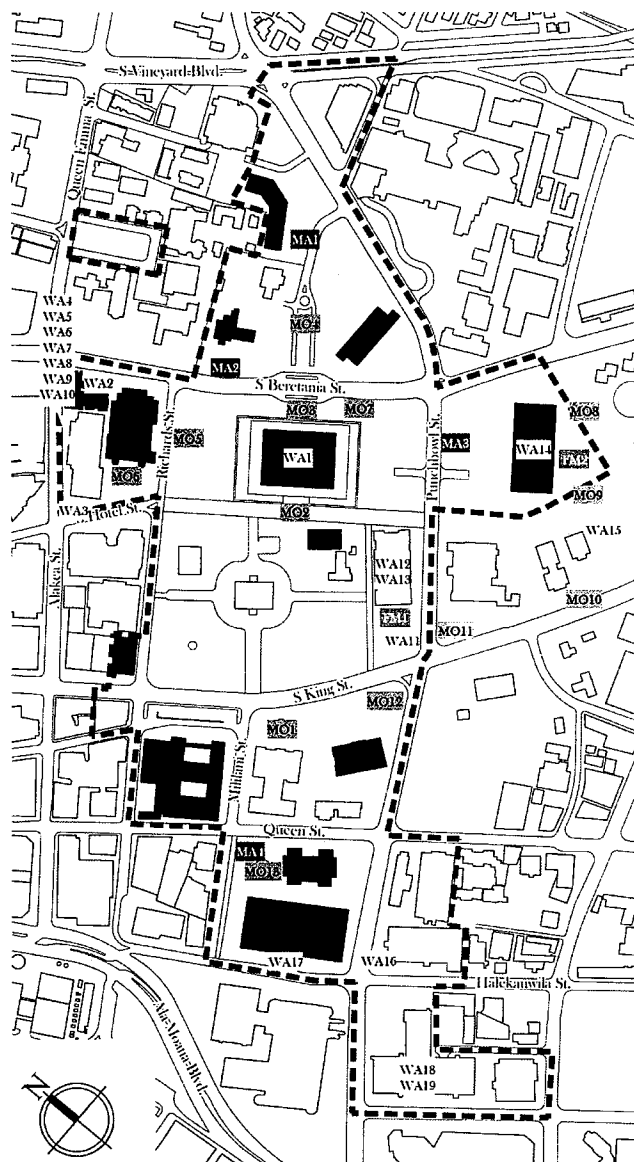 S Vineyard Blvd.
Queen Emma St.
MA1
WA4
WA5
WA6
WA7
WA8
WA9
WA10
WA2
MO4
MA2
S Beretania St.
MO3
MO7
MO8
MO5
Richards St.
Punchbowl St.
MA3
WA1
WA14
MO6
MO9
WA3
Hotel St.
MO2
WA15
Alakea St.
WA12
WA13
MO10
WA11
MO11
S King St.
MO12
MO1
Mililani St.
Queen St.
MO13
WA17
WA16
Halekauwila St.
Ala Moana Blvd.
WA18
WA19
N